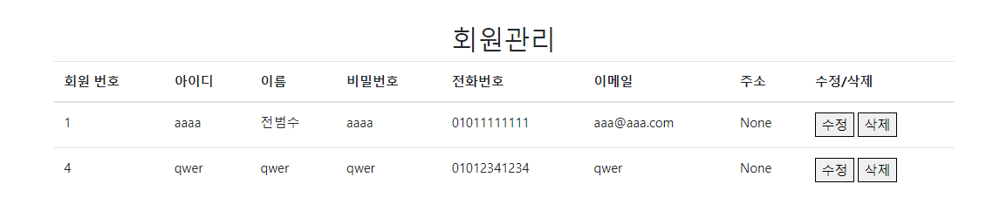 회원관리
회원 번호 아이디 이름 비밀번호 전화번호 이메일 주소 수정/삭제
1 aaaa 전범수 aaaa 01011111111 aaa@aaa.com None 수정 삭제
4 qwer qwer qwer 01012341234 qwer None 수정 삭제